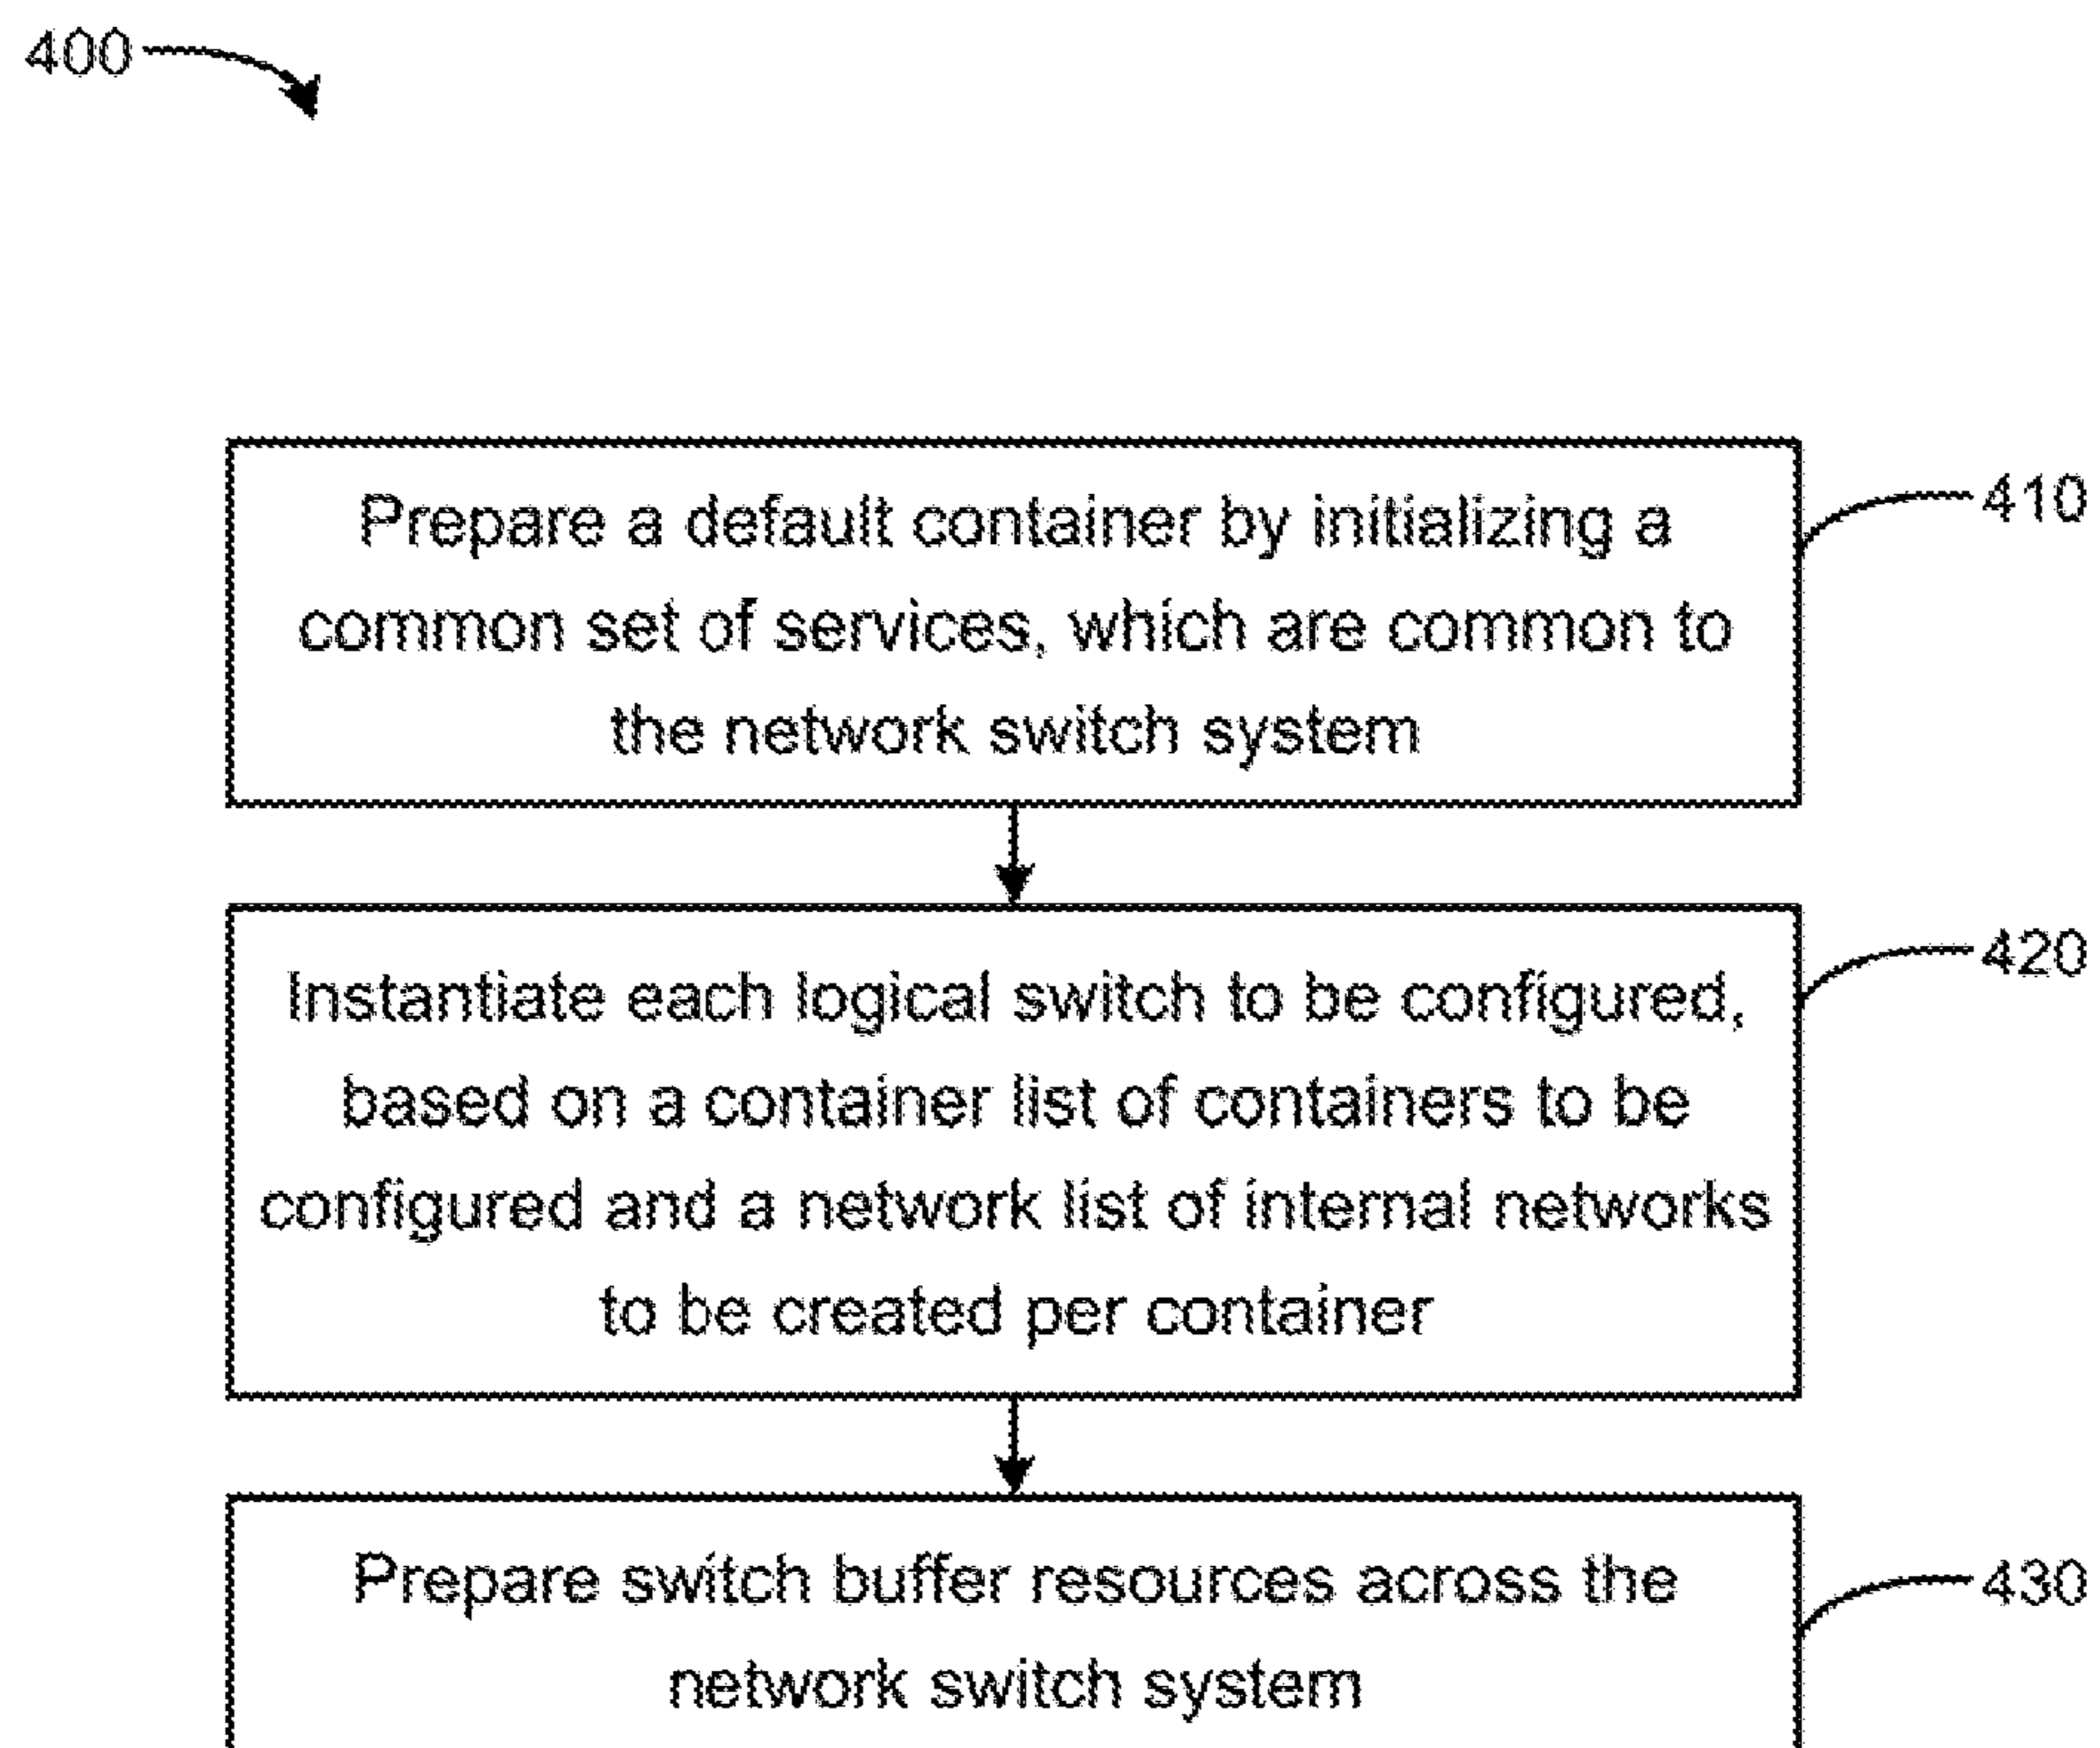 400
Prepare a default container by initializing a
common set of services, which are common to
the network switch system
410
Instantiate each logical switch to be configured,
based on a container list of containers to be
configured and a network list of internal networks
to be created per container
420
Prepare switch buffer resources across the
network switch system
430